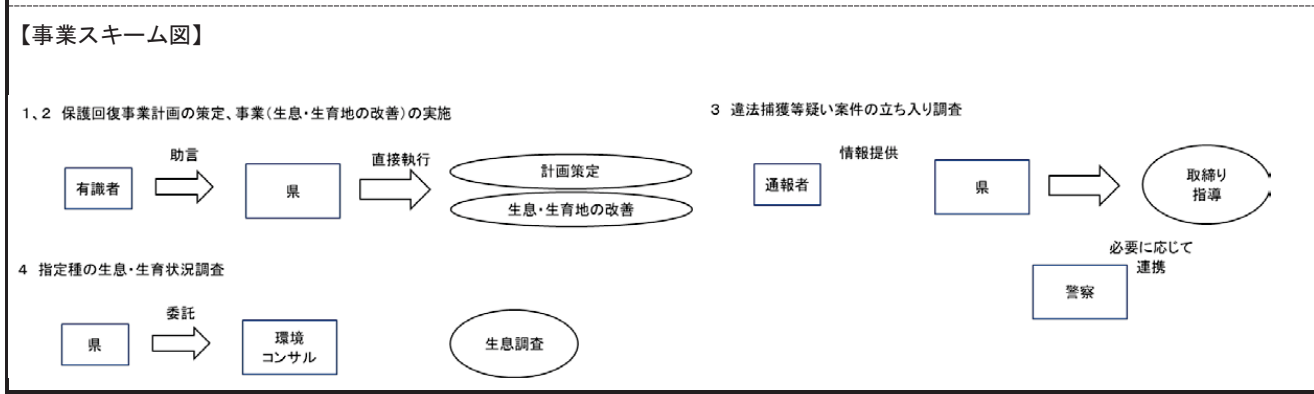 【事業スキーム図】
1、2 保護回復事業計画の策定、事業(生息・生育地の改善)の実施
助言
直接執行
有識者
県
計画策定
生息・生育地の改善
3 違法捕獲等疑い案件の立ち入り調査
情報提供
通報者
県
取締り
指導
必要に応じて
連携
警察
4 指定種の生息・生育状況調査
委託
県
環境
コンサル
生息調査